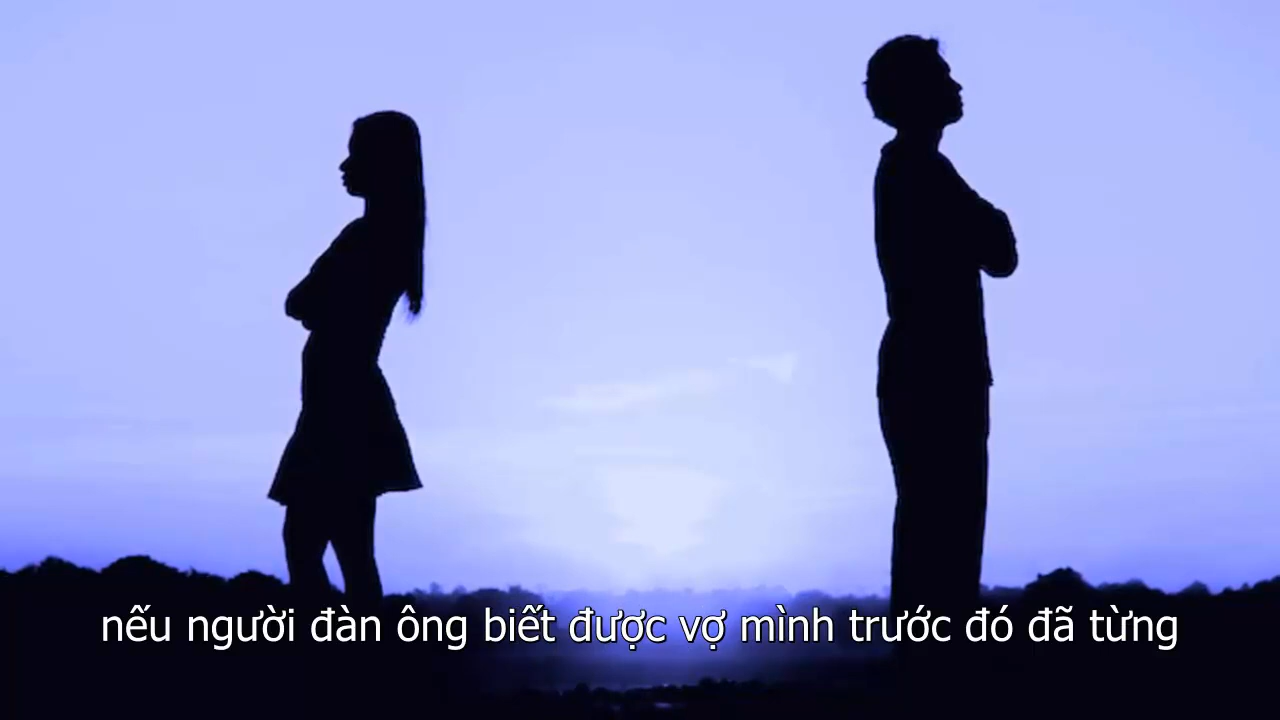 nếu người đàn ông biết được vợ mình trước đó đã từng